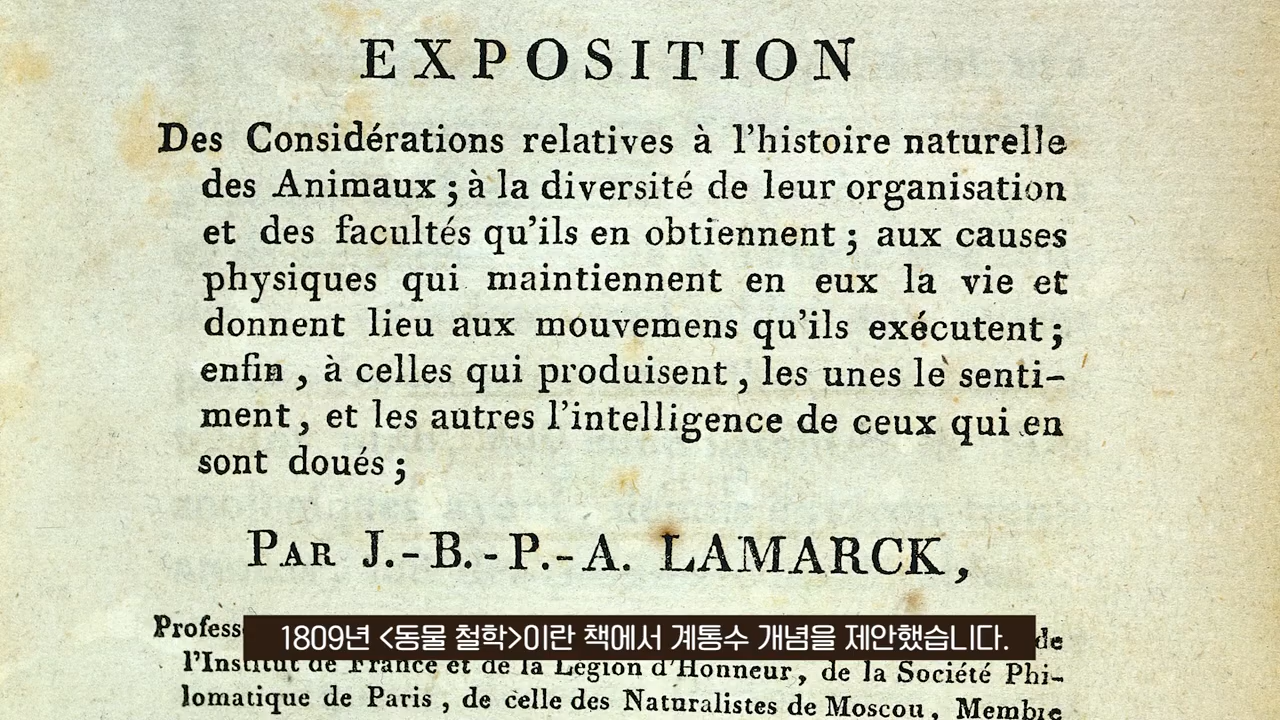 EXPOSITION
Des Considérations relatives à l'histoire naturelle
des Animaux ; à la diversité de leur organisation
et des facultés qu'ils en obtiennent ; aux causes
physiques qui maintiennent en eux la vie et
donnent lieu aux mouvemens qu'ils exécutent ;
enfin , à celles qui produisent , les unes le senti-
ment , et les autres l'intelligence de ceux qui en
sont doués ;
PAR J.-B.-P.-A. LAMARCK ,
de
1809년 <동물 철학>이란 책에서 계통수 개념을 제안했습니다.
l'Institut de France et de la Légion d'Honneur , de la Société Phi-
lomatique de Paris , de celle des Naturalistes de Moscou , Membre